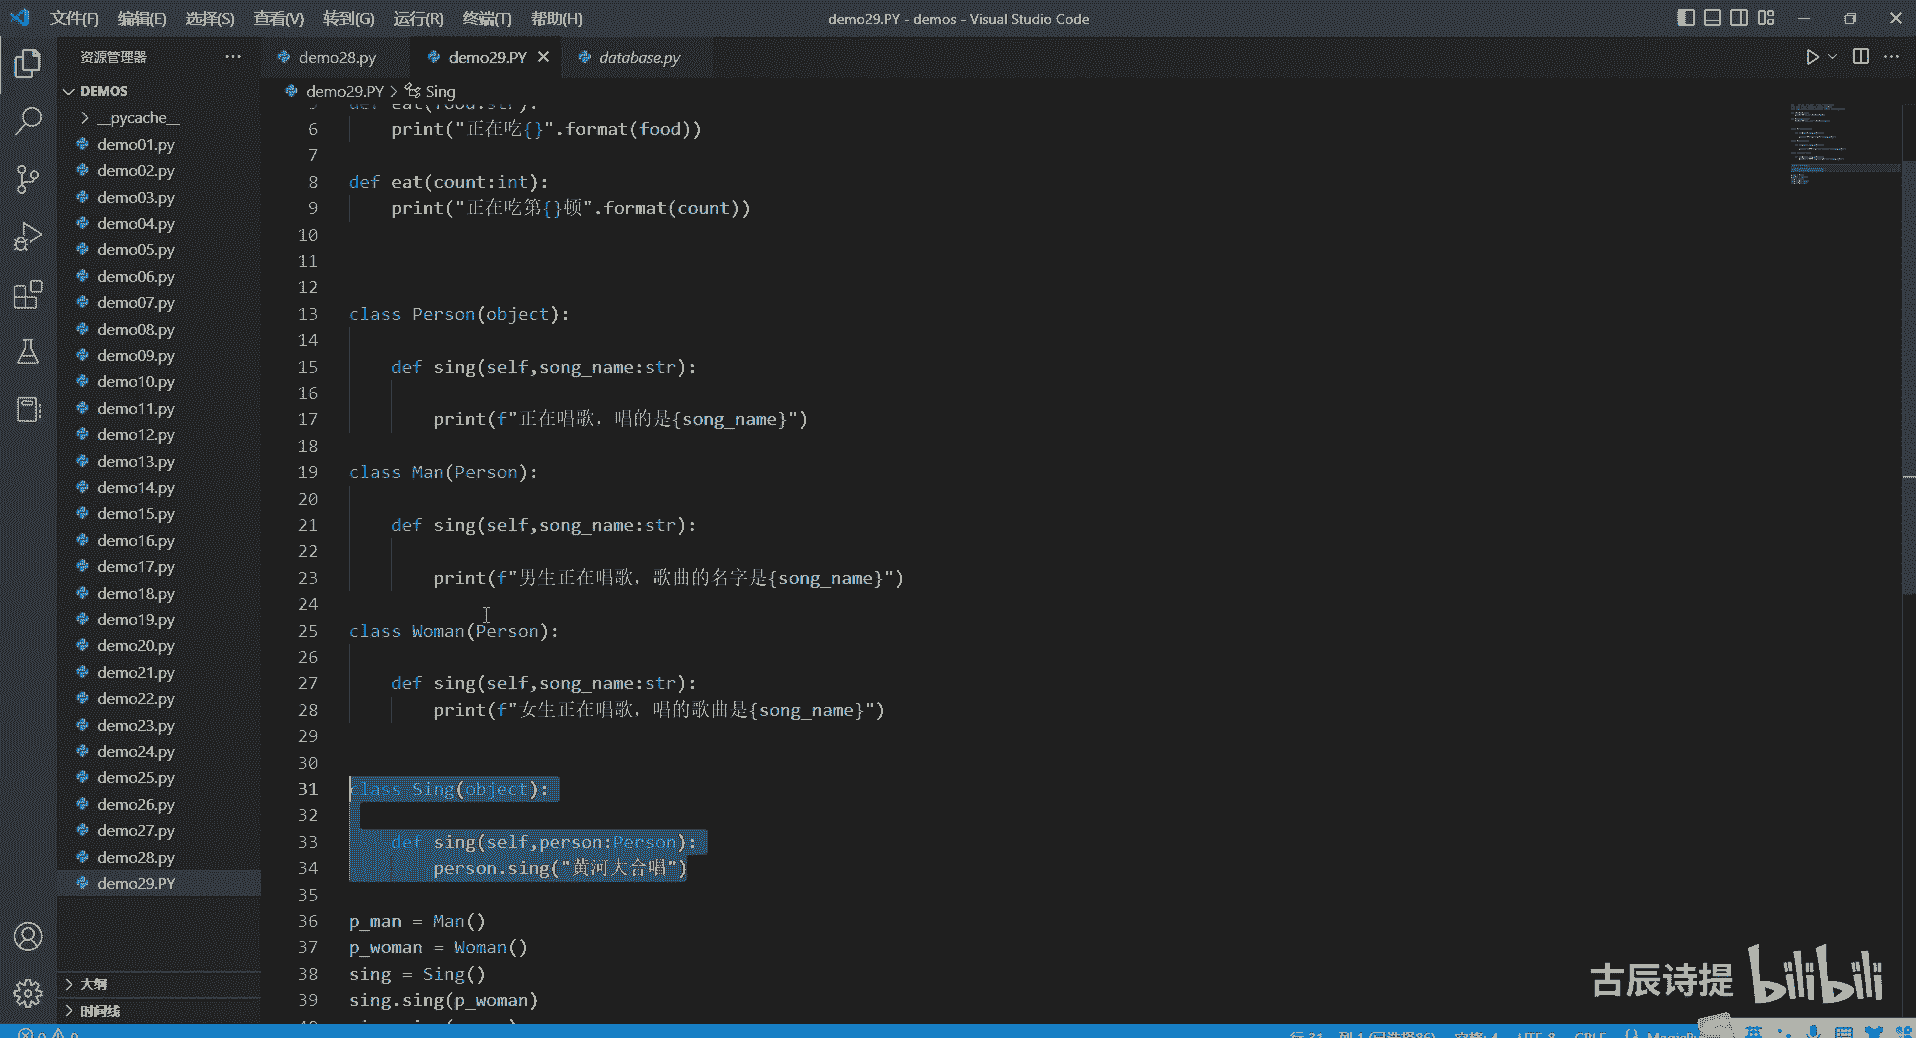 文件(F) 编辑(E) 选择(S) 查看(V) 转到(G) 运行(R) 终端(T) 帮助(H) demo29.PY - demos - Visual Studio Code
资源管理器 ··· demo28.py demo29.PY database.py
DEMOS
demo29.PY > Sing
__pycache__
demo01.py
demo02.py
demo03.py
demo04.py
demo05.py
demo06.py
demo07.py
demo08.py
demo09.py
demo10.py
demo11.py
demo12.py
demo13.py
demo14.py
demo15.py
demo16.py
demo17.py
demo18.py
demo19.py
demo20.py
demo21.py
demo22.py
demo23.py
demo24.py
demo25.py
demo26.py
demo27.py
demo28.py
demo29.PY
大纲
时间线
5 def eat(food:str):
6     print("正在吃{}".format(food))
7
8 def eat(count:int):
9     print("正在吃第{}顿".format(count))
10
11
12
13 class Person(object):
14
15     def sing(self,song_name:str):
16
17         print(f"正在唱歌，唱的是{song_name}")
18
19 class Man(Person):
20
21     def sing(self,song_name:str):
22
23         print(f"男生正在唱歌，歌曲的名字是{song_name}")
24
25 class Woman(Person):
26
27     def sing(self,song_name:str):
28         print(f"女生正在唱歌，唱的歌曲是{song_name}")
29
30
31 class Sing(object):
32
33     def sing(self,person:Person):
34         person.sing("黄河大合唱")
35
36 p_man = Man()
37 p_woman = Woman()
38 sing = Sing()
39 sing.sing(p_woman)
古辰诗提 bilibili
英